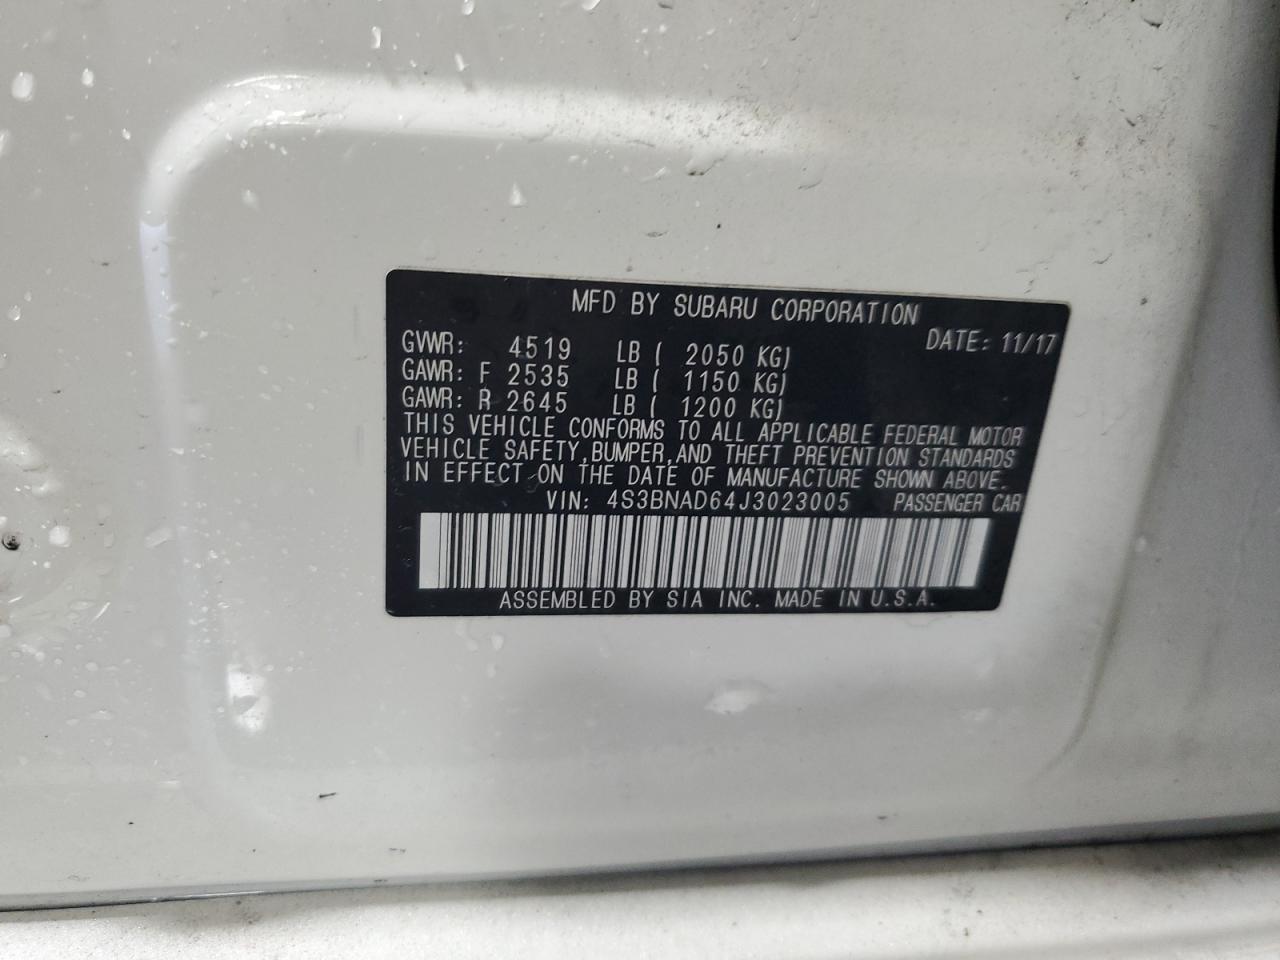 MFD BY SUBARU CORPORATION
DATE: 11/17
GVWR: 4519 LB ( 2050 KG)
GAWR: F 2535 LB ( 1150 KG)
GAWR: R 2645 LB ( 1200 KG)
THIS VEHICLE CONFORMS TO ALL APPLICABLE FEDERAL MOTOR
VEHICLE SAFETY, BUMPER, AND THEFT PREVENTION STANDARDS
IN EFFECT ON THE DATE OF MANUFACTURE SHOWN ABOVE.
VIN: 4S3BNAD64J3023005 PASSENGER CAR
ASSEMBLED BY SIA INC. MADE IN U.S.A.